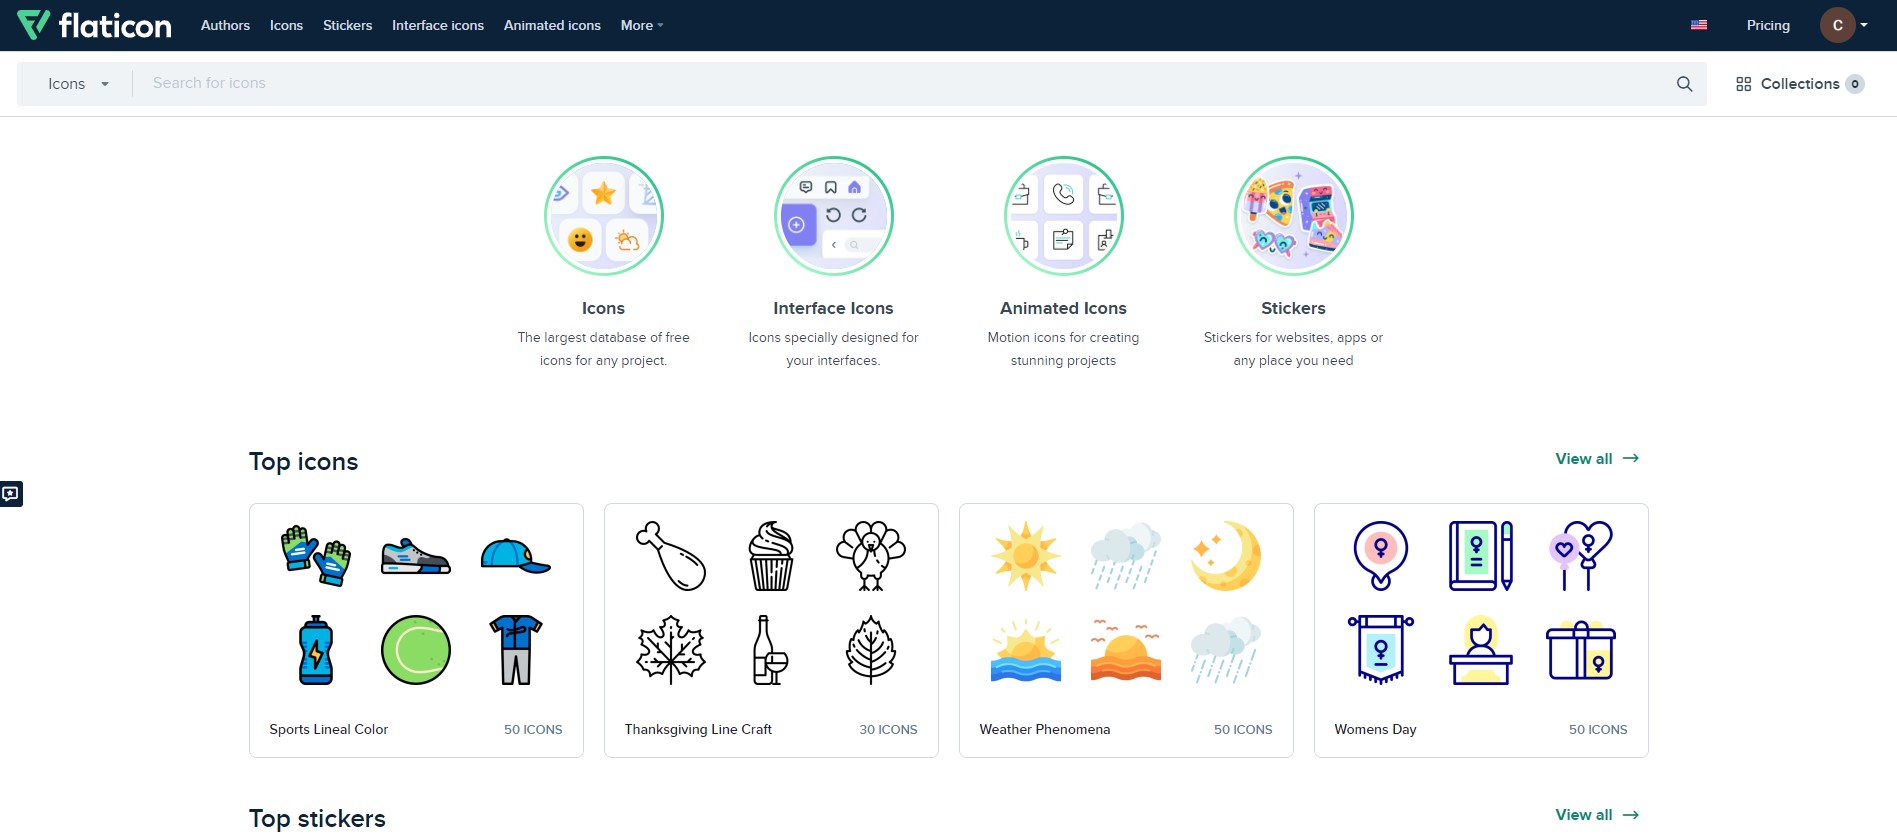 flaticon Authors Icons Stickers Interface icons Animated icons More Pricing C
Icons Search for icons Collections 0
Icons Interface Icons Animated Icons Stickers
The largest database of free icons for any project.
Icons specially designed for your interfaces.
Motion icons for creating stunning projects
Stickers for websites, apps or any place you need
Top icons View all
Sports Lineal Color 50 ICONS
Thanksgiving Line Craft 30 ICONS
Weather Phenomena 50 ICONS
Womens Day 50 ICONS
Top stickers View all